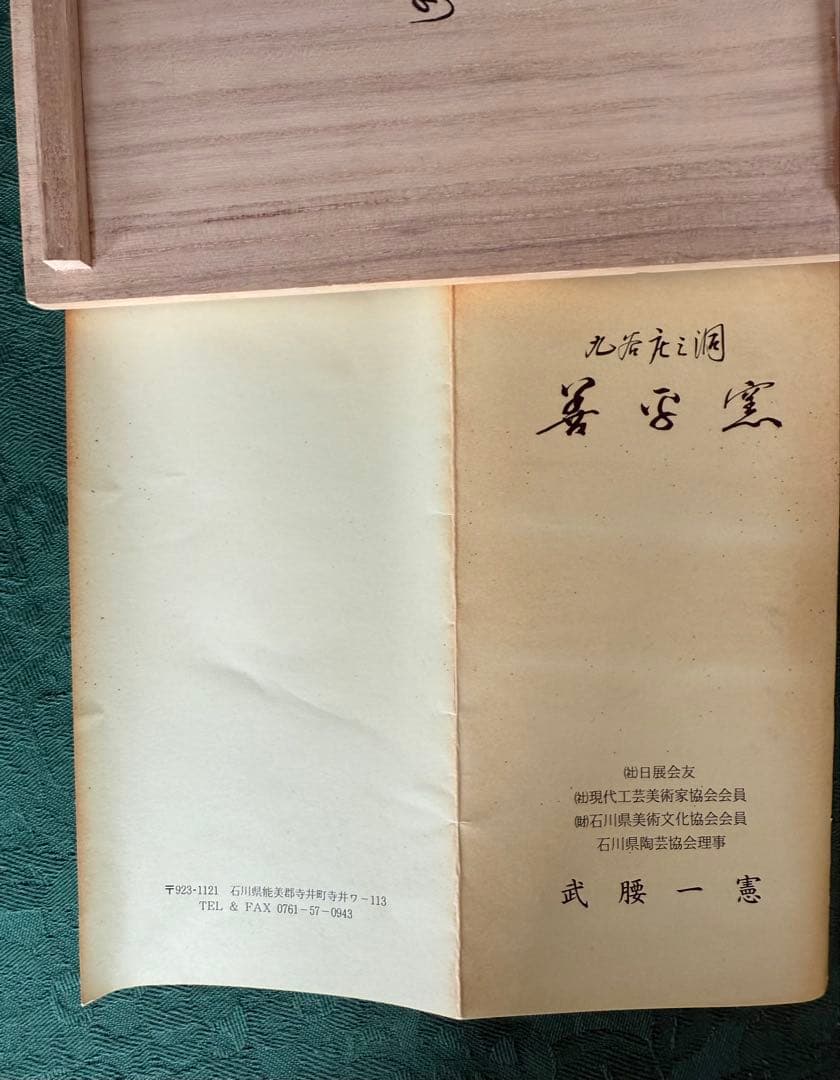 九谷庄三洞
善平窯
㈳日展会友
㈳現代工芸美術家協会会員
㈶石川県美術文化協会会員
石川県陶芸協会理事
武腰一憲
〒923-1121 石川県能美郡寺井町寺井ワ－113
TEL & FAX 0761－57－0943